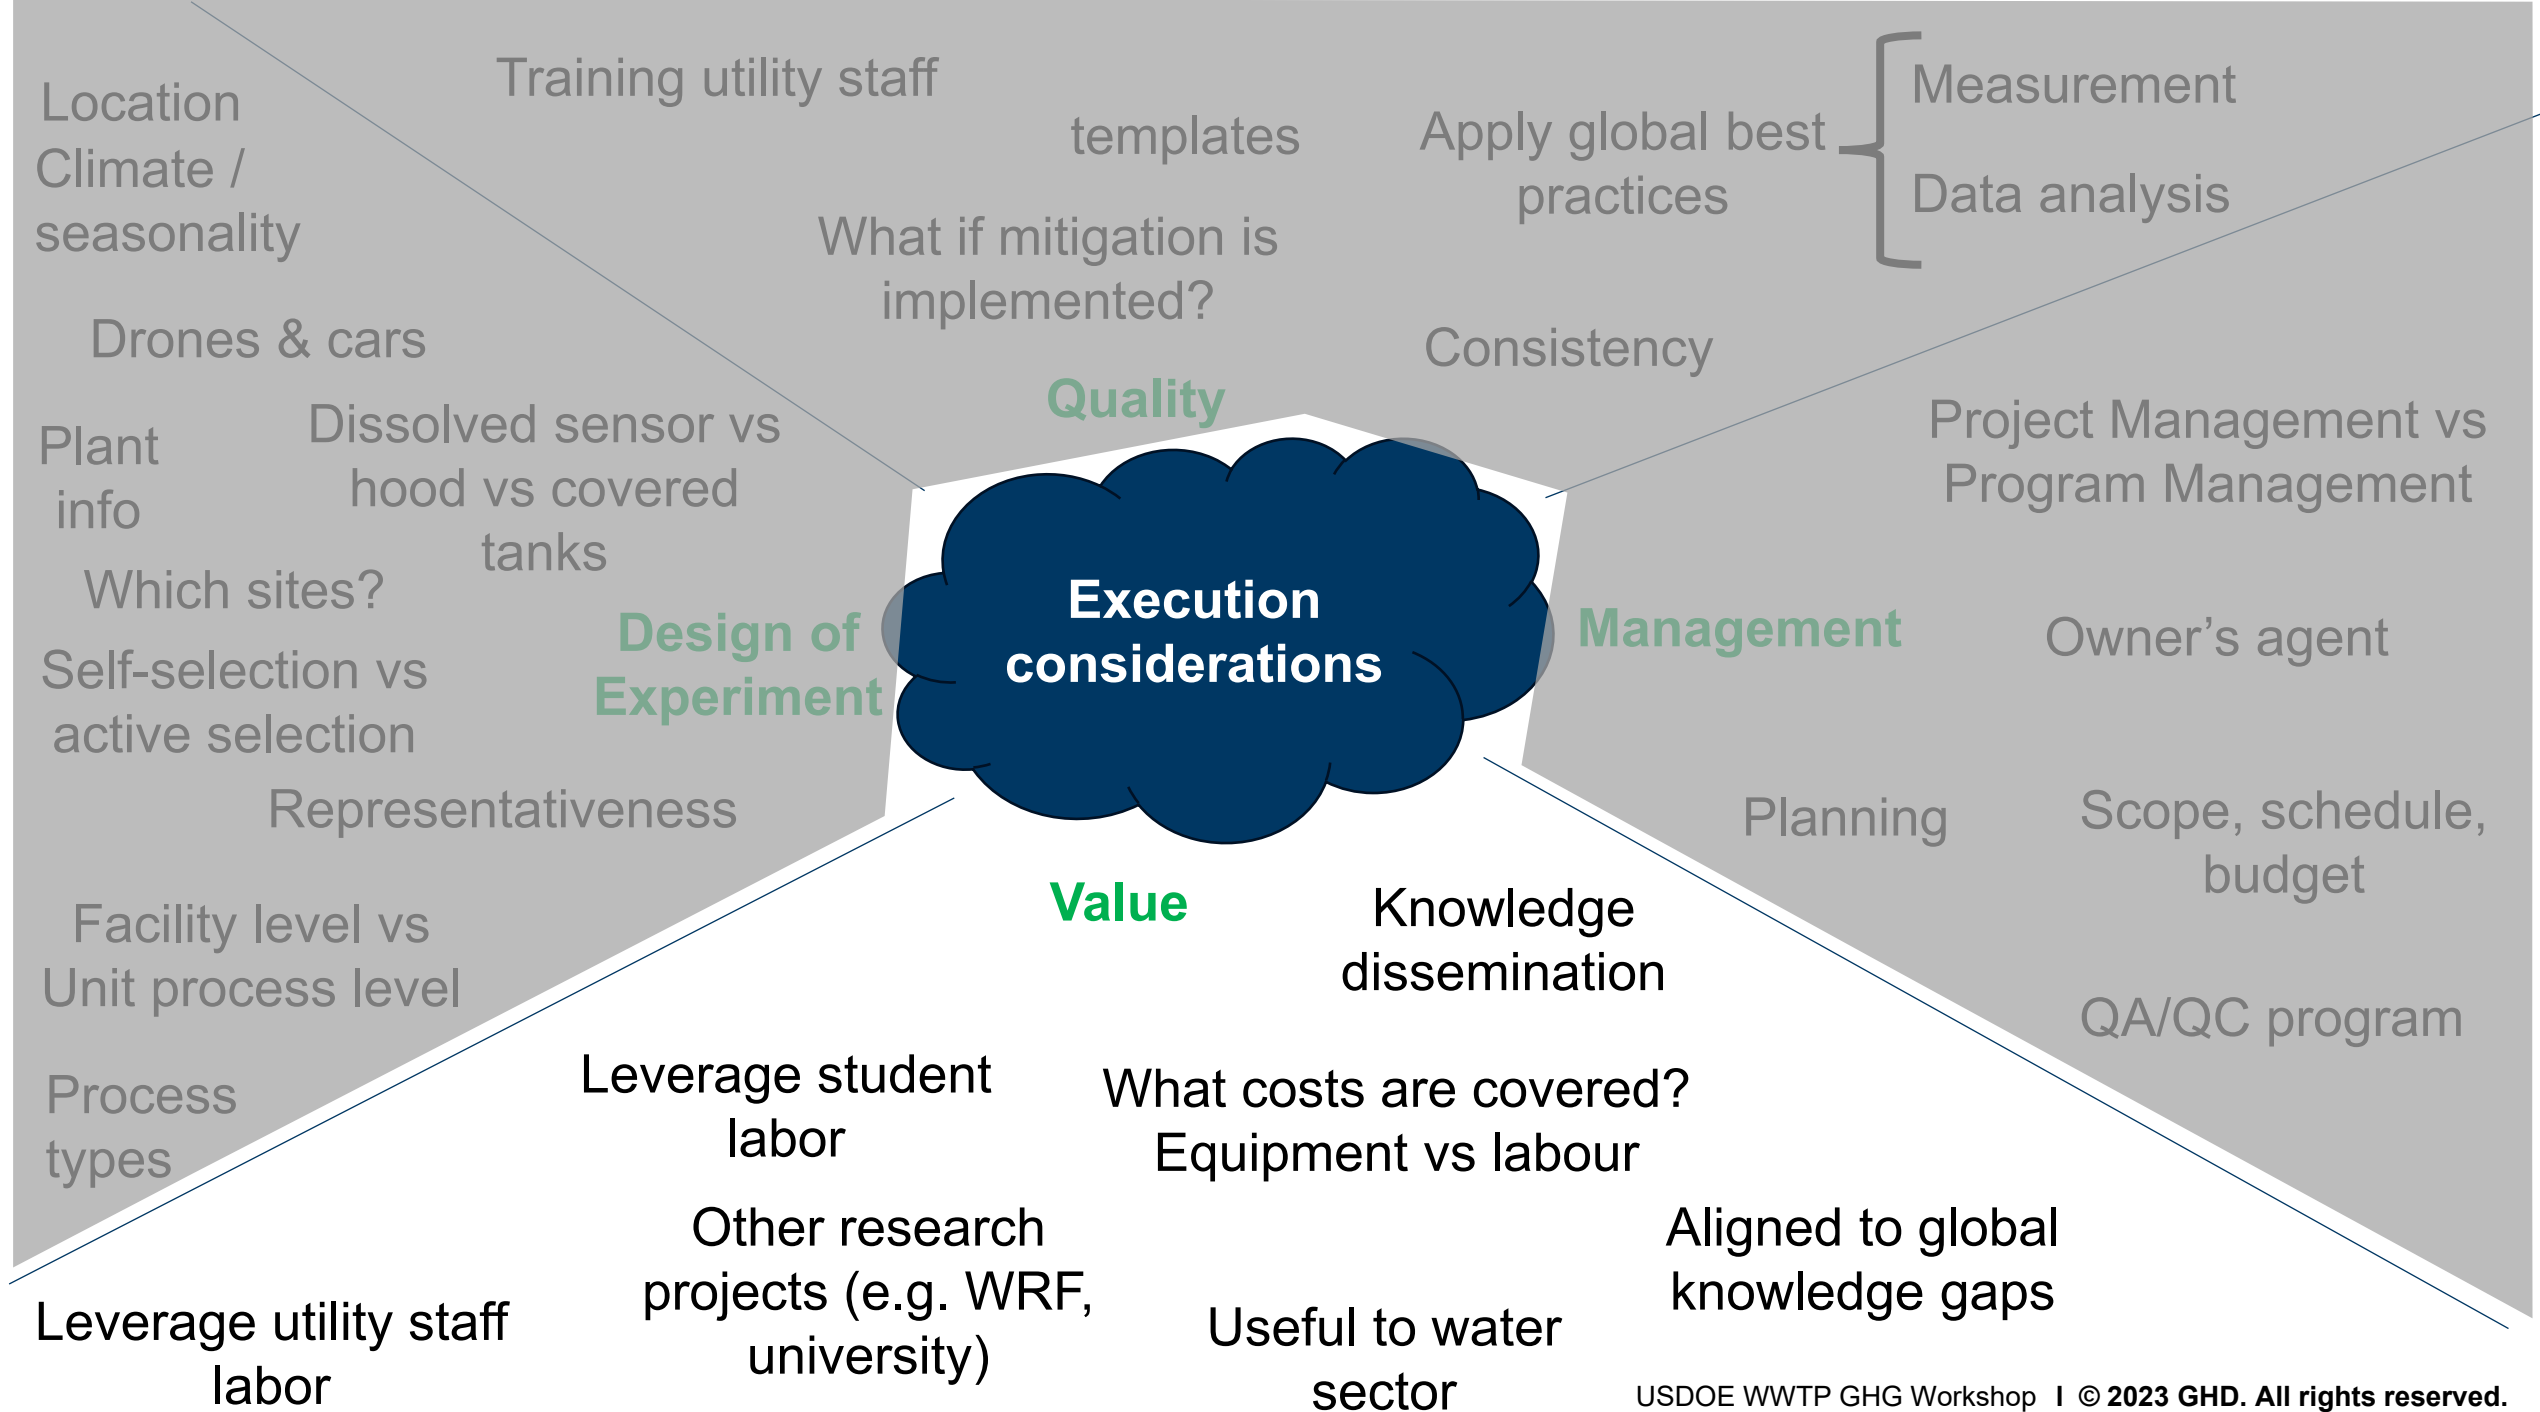 Location
Climate /
seasonality
Drones & cars
Plant
info
Dissolved sensor vs
hood vs covered
tanks
Which sites?
Self-selection vs
active selection
Design of
Experiment
Representativeness
Facility level vs
Unit process level
Process
types
Training utility staff
templates
Apply global best
practices
Measurement
Data analysis
What if mitigation is
implemented?
Consistency
Quality
Execution
considerations
Project Management vs
Program Management
Management
Owner’s agent
Planning
Scope, schedule,
budget
QA/QC program
Value
Knowledge
dissemination
Leverage student
labor
What costs are covered?
Equipment vs labour
Other research
projects (e.g. WRF,
university)
Aligned to global
knowledge gaps
Leverage utility staff
labor
Useful to water
sector
USDOE WWTP GHG Workshop I © 2023 GHD. All rights reserved.